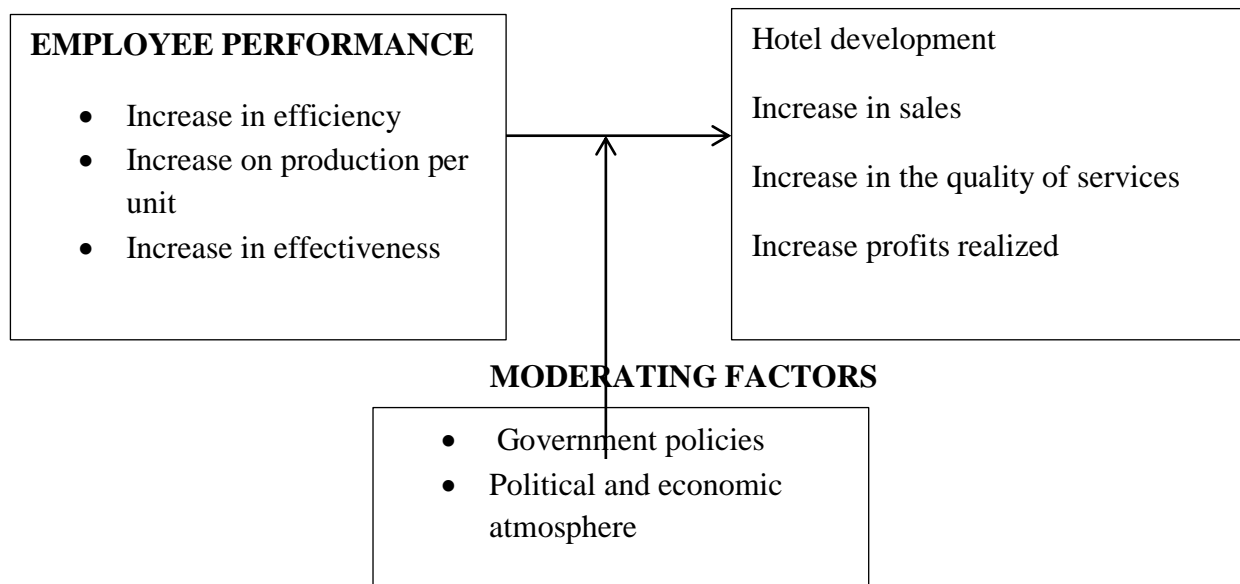 EMPLOYEE PERFORMANCE
• Increase in efficiency
• Increase on production per
unit
• Increase in effectiveness
Hotel development
Increase in sales
Increase in the quality of services
Increase profits realized
MODERATING FACTORS
• Government policies
• Political and economic
atmosphere